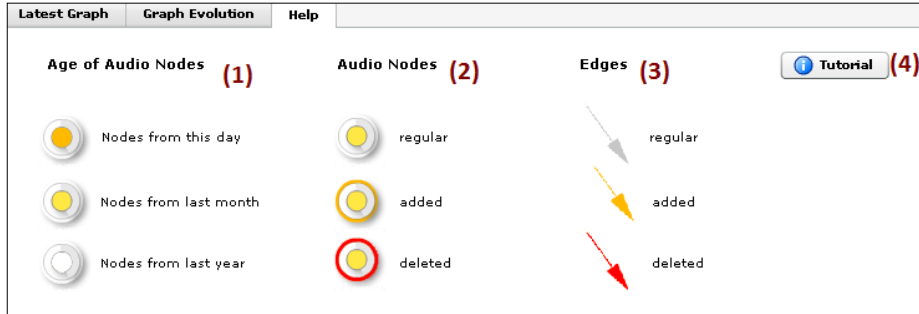 Latest Graph Graph Evolution Help
Age of Audio Nodes (1) Audio Nodes (2) Edges (3) Tutorial (4)
Nodes from this day regular regular
Nodes from last month added added
Nodes from last year deleted deleted